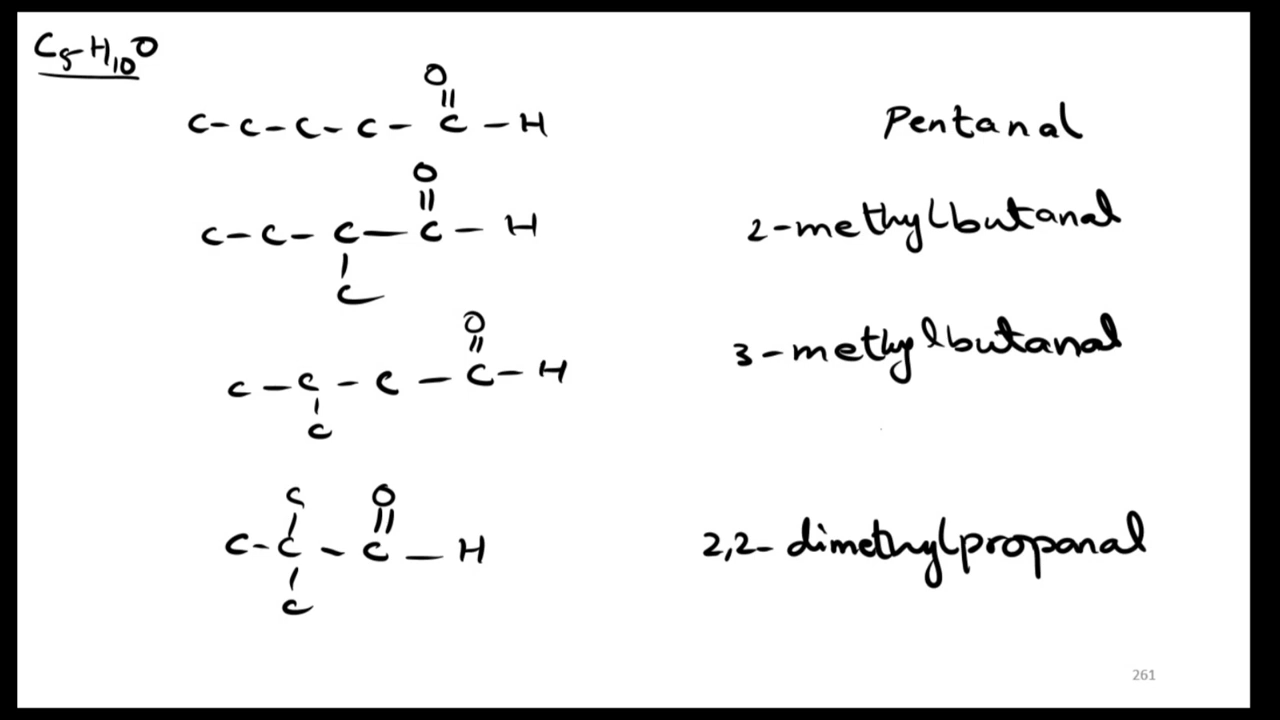 C5H10O
O
||
C-C-C-C-C-H Pentanal
O
||
C-C-C-C-H 2-methylbutanal
|
C
O
||
C-C-C-C-H 3-methylbutanal
|
C
C O
| ||
C-C-C-H 2,2-dimethylpropanal
|
C
261